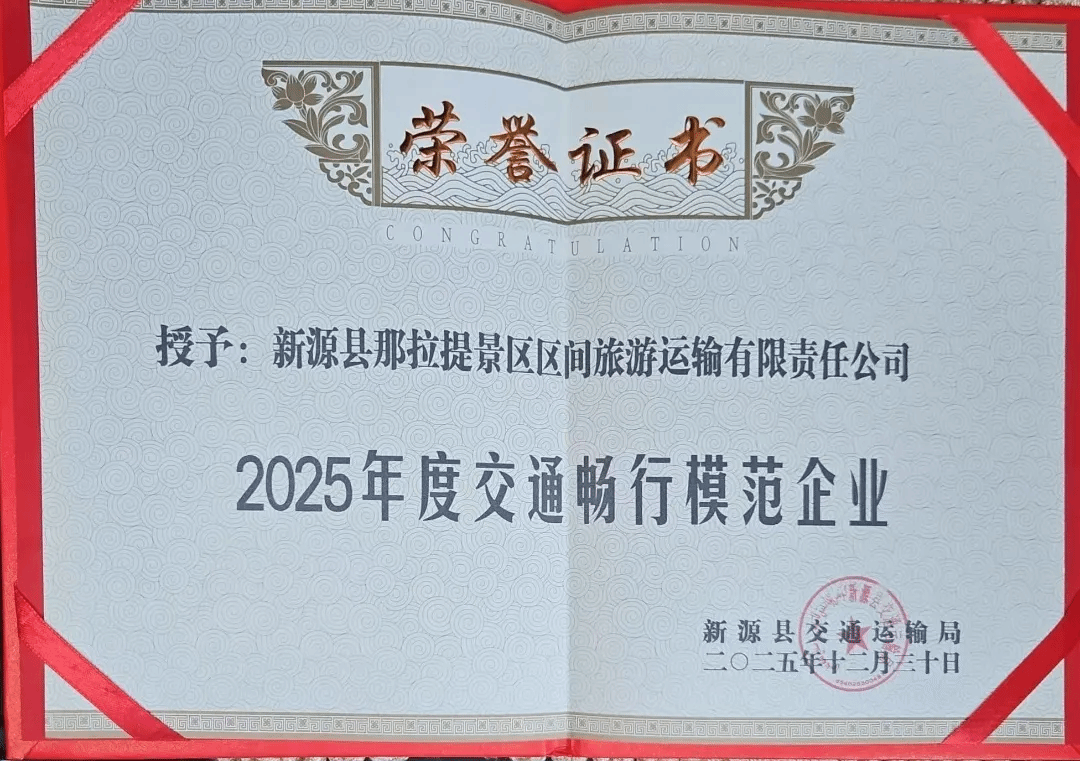 荣誉证书
CONGRATULATION
授予：新源县那拉提景区区间旅游运输有限责任公司
2025年度交通畅行模范企业
新源县交通运输局
二〇二五年十二月三十日